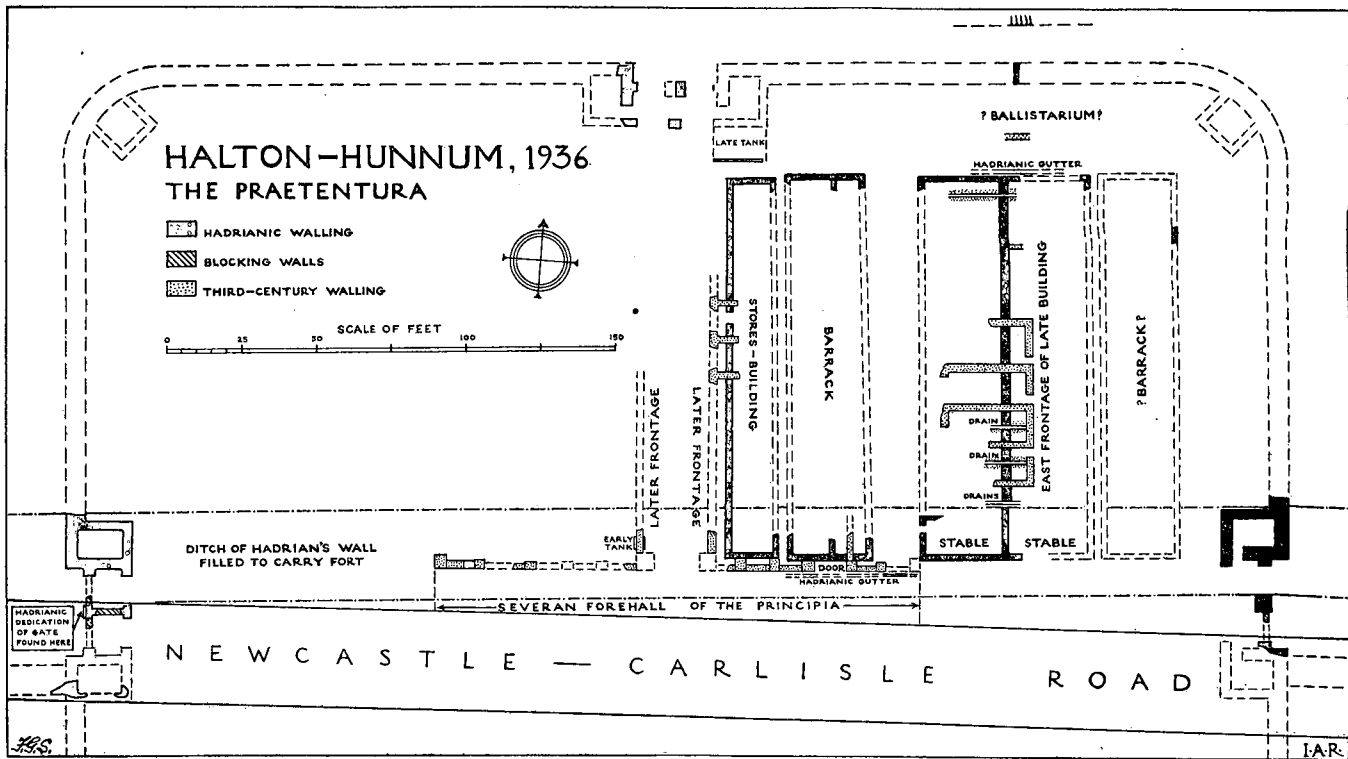 HALTON—HUNNUM, 1936.
THE PRAETENTURA
HADRIANIC WALLING
BLOCKING WALLS
THIRD-CENTURY WALLING
SCALE OF FEET
0 25 50 100 150
?BALLISTARIUM?
LATE TANK
HADRIANIC GUTTER
STORES-BUILDING
BARRACK
EAST FRONTAGE OF LATE BUILDING
?BARRACK?
LATER FRONTAGE
LATER FRONTAGE
DRAIN
DRAIN
DRAINS
STABLE
STABLE
EARLY
TANK
DITCH OF HADRIAN'S WALL
FILLED TO CARRY FORT
DOOR
HADRIANIC GUTTER
SEVERAN FOREHALL OF THE PRINCIPIA
HADRIANIC
DEDICATION
OF GATE
FOUND HERE
NEWCASTLE — CARLISLE ROAD
F.G.S.
I.A.R.